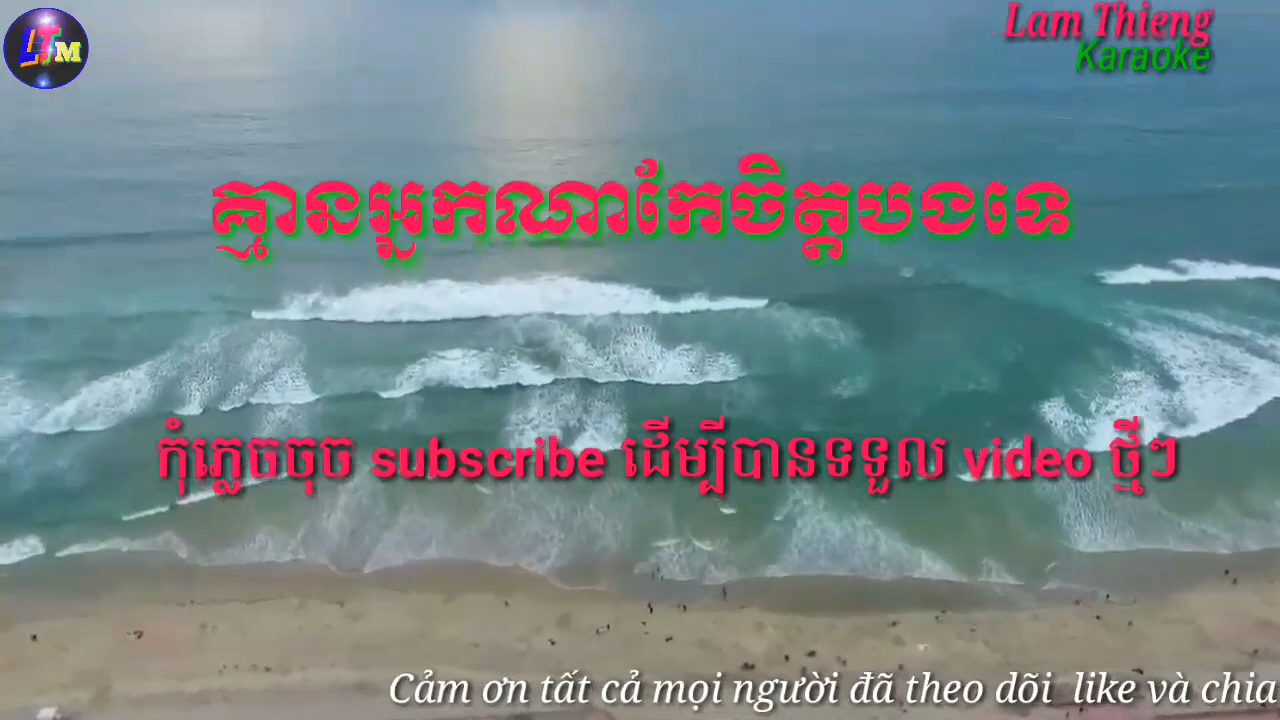 LTM
Lam Thieng
Karaoke
គ្មានអ្នកណាកែចិត្តបងទេ
កុំភ្លេចចុច subscribe ដើម្បីបានទទួល video ថ្មីៗ
Cảm ơn tất cả mọi người đã theo dõi like và chia